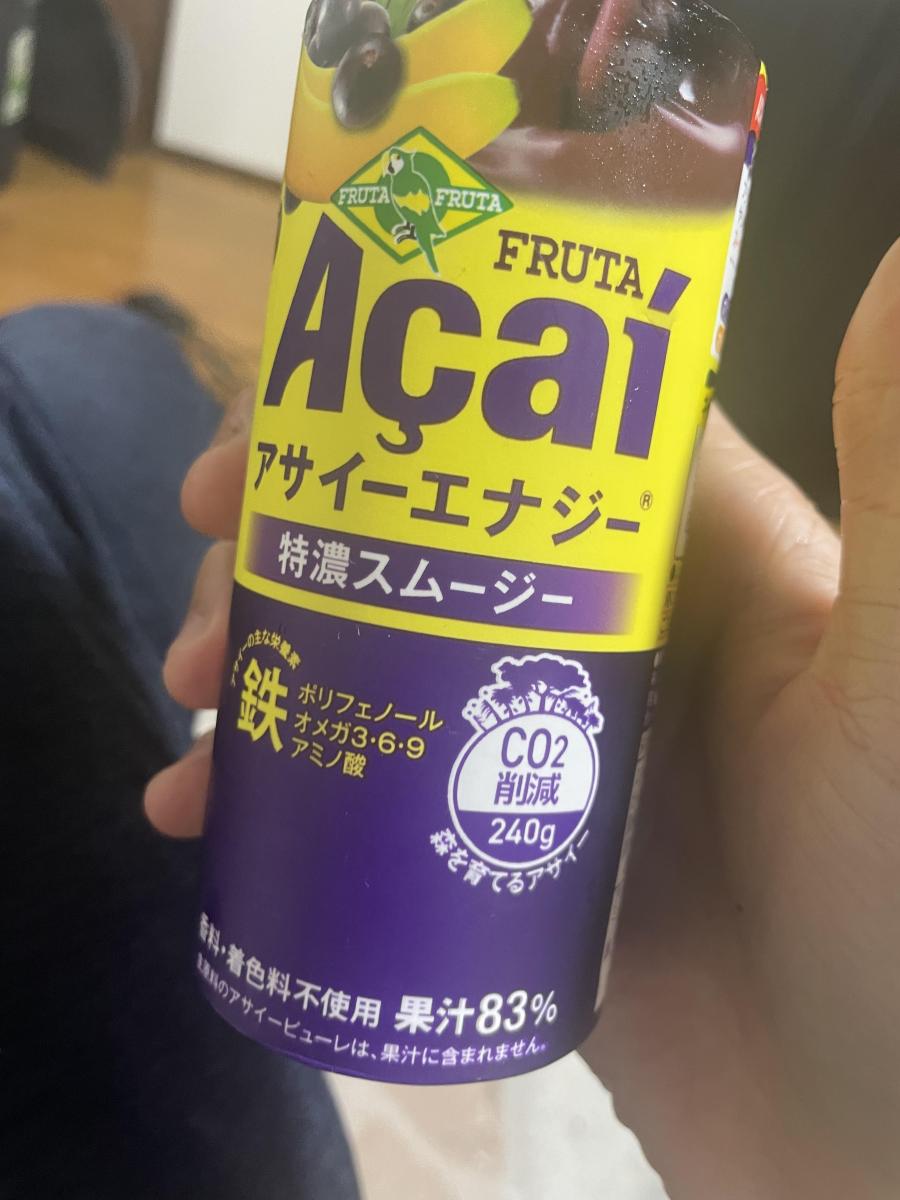 FRUTA FRUTA
FRUTA
Açaí
アサイーエナジー®
特濃スムージー
アサイーの主な栄養素
鉄
ポリフェノール
オメガ3・6・9
アミノ酸
CO2
削減
240g
森を育てるアサイー
香料・着色料不使用 果汁83%
主原料のアサイーピューレは、果汁に含まれません。